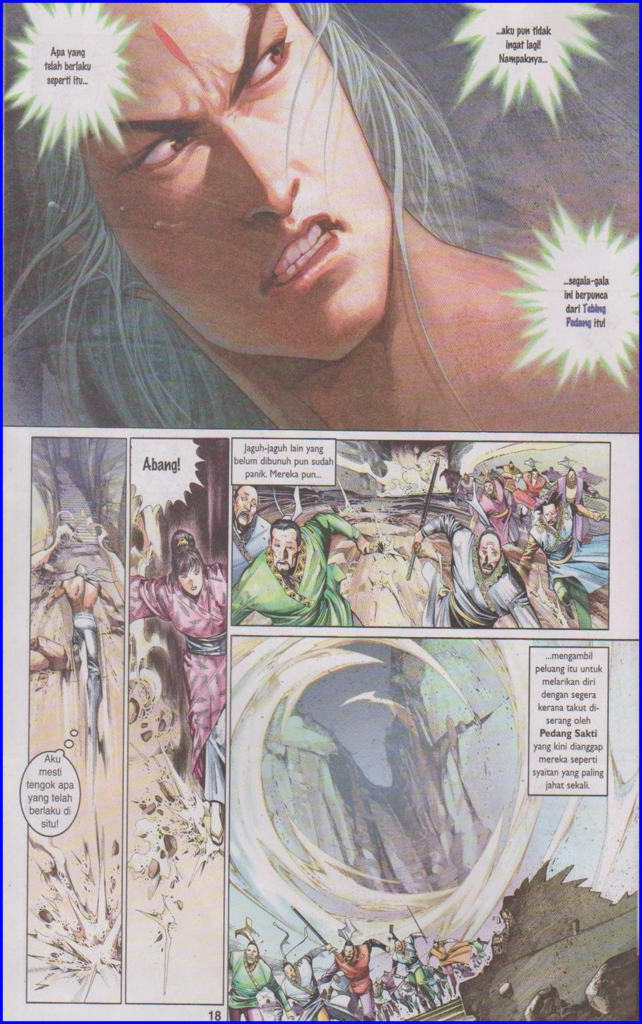 Apa yang
telah berlaku
seperti itu...
...aku pun tidak
ingat lagi!
Nampaknya...
...segala-gala
ini berpunca
dari Tebing
Pedang itu!
Abang!
Jaguh-jaguh lain yang
belum dibunuh pun sudah
panik. Mereka pun...
Aku
mesti
tengok apa
yang telah
berlaku di
situ!
...mengambil
peluang itu untuk
melarikan diri
dengan segera
kerana takut di-
serang oleh
Pedang Sakti
yang kini dianggap
mereka seperti
syaitan yang paling
jahat sekali.
18